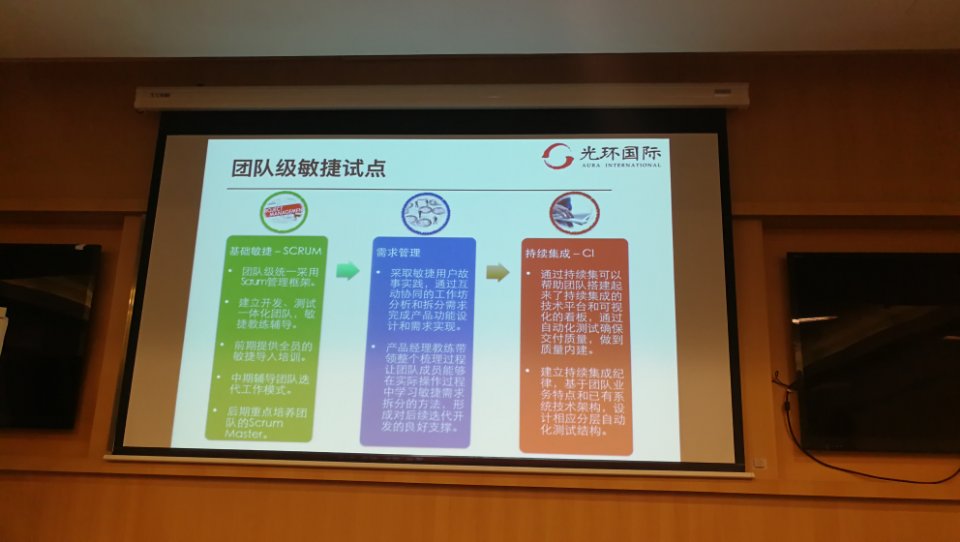 团队级敏捷试点
光环国际
AURA INTERNATIONAL
基础敏捷 – SCRUM
• 团队级统一采用
Scrum管理框架。
• 建立开发、测试
一体化团队，敏
捷教练辅导。
• 前期提供全员的
敏捷导入培训。
• 中期辅导团队迭
代工作模式。
• 后期重点培养团
队的Scrum
Master。
需求管理
• 采取敏捷用户故
事实践，通过互
动协同的工作坊
分析和拆分需求
完成产品功能设
计和需求实现。
• 产品经理教练带
领整个梳理过程
让团队成员能够
在实际操作过程
中学习敏捷需求
拆分的方法，形
成对后续迭代开
发的良好支撑。
持续集成 – CI
• 通过持续集可以
帮助团队搭建起
来了持续集成的
技术平台和可视
化的看板，通过
自动化测试确保
交付质量，做到
质量内建。
• 建立持续集成纪
律，基于团队业
务特点和已有系
统技术架构，设
计相应分层自动
化测试结构。